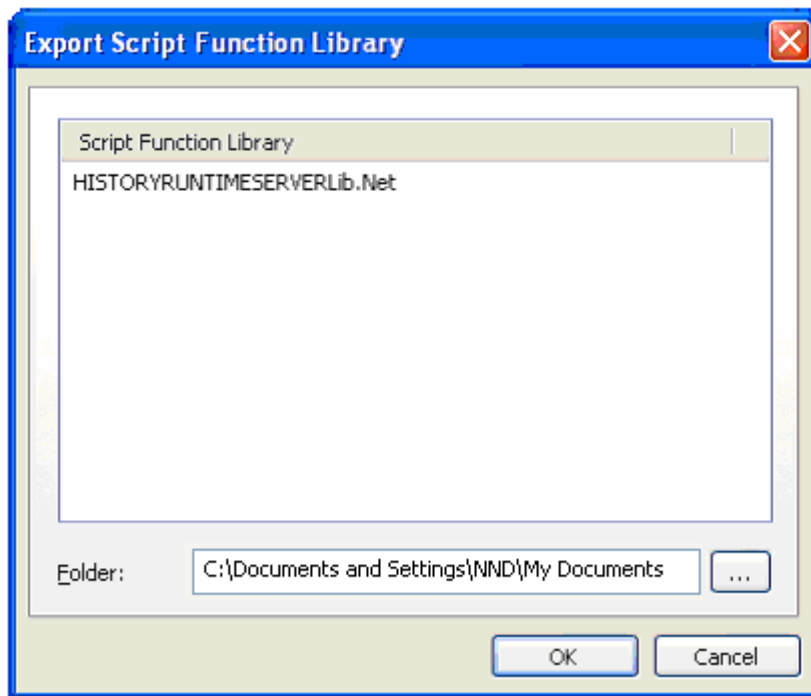 Export Script Function Library
Script Function Library
HISTORYRUNTIMESERVERLib.Net
Folder:
C:\Documents and Settings\NND\My Documents
...
OK
Cancel